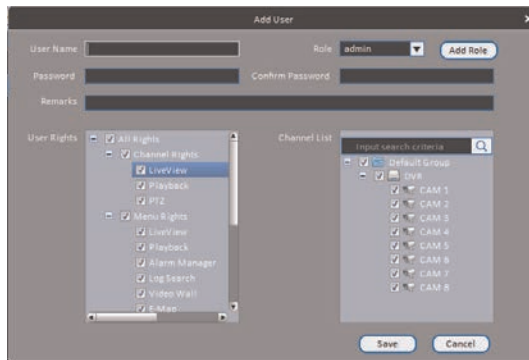 Add User
User Name
Role admin Add Role
Password
Confirm Password
Remarks
User Rights
All Rights
Channel Rights
LiveView
Playback
PTZ
Menu Rights
LiveView
Playback
Alarm Manager
Log Search
Video Wall
E-Map
Channel List
Input search criteria
Default Group
DVR
CAM 1
CAM 2
CAM 3
CAM 4
CAM 5
CAM 6
CAM 7
CAM 8
Save Cancel